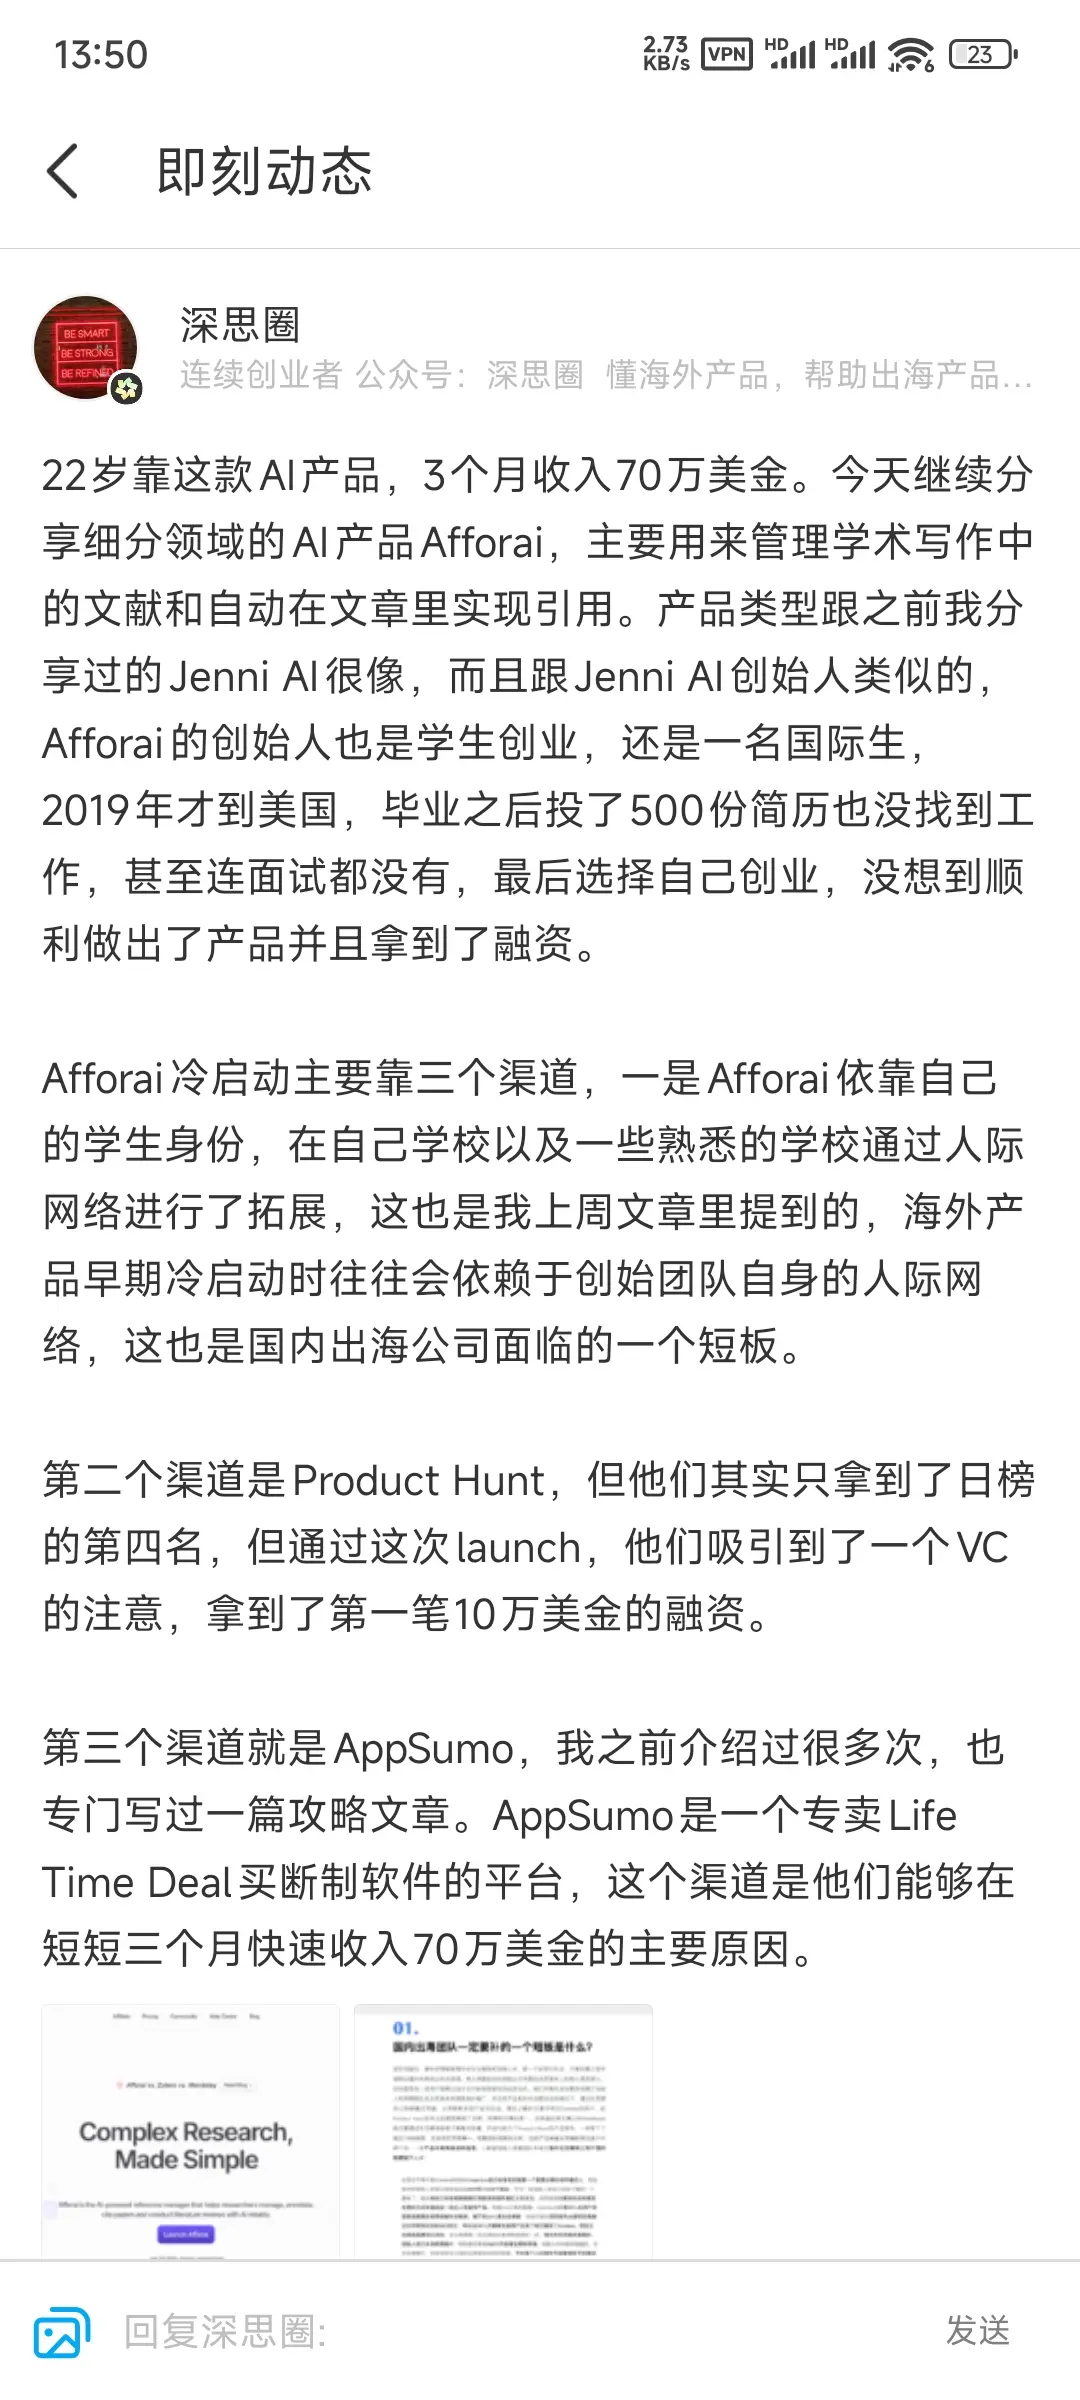 13:50
2.73
KB/s
VPN
HD
HD
6
23
即刻动态
BE SMART
BE STRONG
BE REFINED
深思圈
连续创业者 公众号：深思圈 懂海外产品，帮助出海产品...
22岁靠这款AI产品，3个月收入70万美金。今天继续分
享细分领域的AI产品Afforai，主要用来管理学术写作中
的文献和自动在文章里实现引用。产品类型跟之前我分
享过的Jenni AI很像，而且跟Jenni AI创始人类似的，
Afforai的创始人也是学生创业，还是一名国际生，
2019年才到美国，毕业之后投了500份简历也没找到工
作，甚至连面试都没有，最后选择自己创业，没想到顺
利做出了产品并且拿到了融资。
Afforai冷启动主要靠三个渠道，一是Afforai依靠自己
的学生身份，在自己学校以及一些熟悉的学校通过人际
网络进行了拓展，这也是我上周文章里提到的，海外产
品早期冷启动时往往会依赖于创始团队自身的人际网
络，这也是国内出海公司面临的一个短板。
第二个渠道是Product Hunt，但他们其实只拿到了日榜
的第四名，但通过这次launch，他们吸引到了一个VC
的注意，拿到了第一笔10万美金的融资。
第三个渠道就是AppSumo，我之前介绍过很多次，也
专门写过一篇攻略文章。AppSumo是一个专卖Life
Time Deal买断制软件的平台，这个渠道是他们能够在
短短三个月快速收入70万美金的主要原因。
Complex Research,
Made Simple
01.
国内出海团队一定要补的一个短板是什么？
回复深思圈:
发送